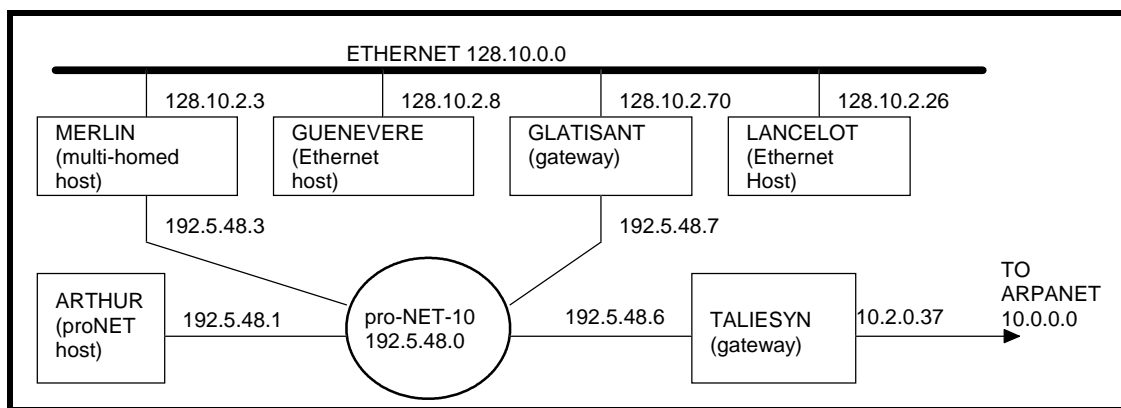 ETHERNET 128.10.0.0
128.10.2.3
128.10.2.8
128.10.2.70
128.10.2.26
MERLIN
(multi-homed
host)
GUENEVERE
(Ethernet
host)
GLATISANT
(gateway)
LANCELOT
(Ethernet
Host)
192.5.48.3
192.5.48.7
ARTHUR
(proNET
host)
192.5.48.1
pro-NET-10
192.5.48.0
192.5.48.6
TALIESYN
(gateway)
10.2.0.37
TO
ARPANET
10.0.0.0